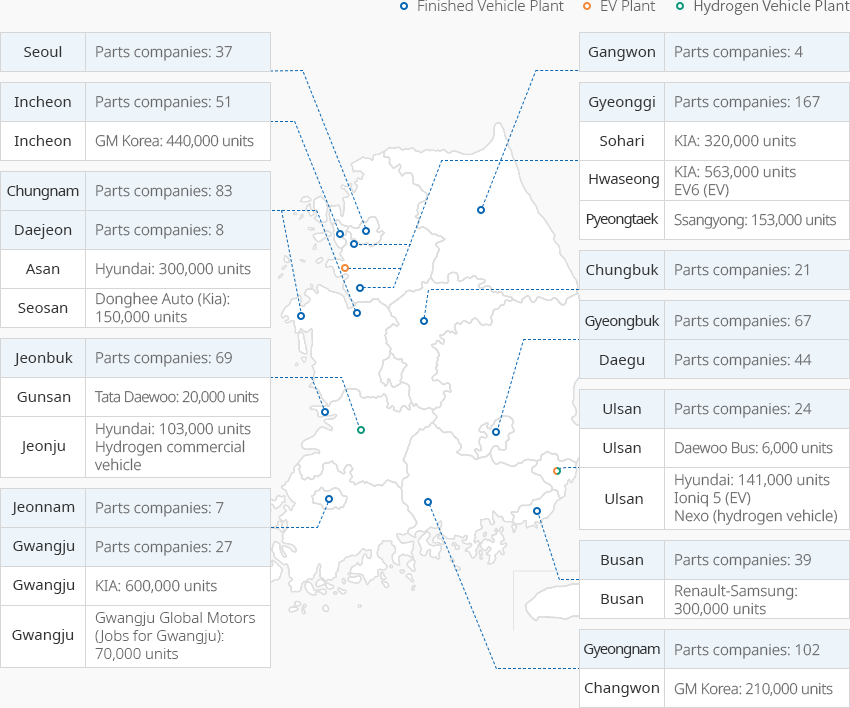 Finished Vehicle Plant
EV Plant
Hydrogen Vehicle Plant
Seoul
Parts companies: 37
Incheon
Parts companies: 51
Incheon
GM Korea: 440,000 units
Chungnam
Parts companies: 83
Daejeon
Parts companies: 8
Asan
Hyundai: 300,000 units
Seosan
Donghee Auto (Kia):
150,000 units
Jeonbuk
Parts companies: 69
Gunsan
Tata Daewoo: 20,000 units
Jeonju
Hyundai: 103,000 units
Hydrogen commercial
vehicle
Jeonnam
Parts companies: 7
Gwangju
Parts companies: 27
Gwangju
KIA: 600,000 units
Gwangju
Gwangju Global Motors
(Jobs for Gwangju):
70,000 units
Gangwon
Parts companies: 4
Gyeonggi
Parts companies: 167
Sohari
KIA: 320,000 units
Hwaseong
KIA: 563,000 units
EV6 (EV)
Pyeongtaek
Ssangyong: 153,000 units
Chungbuk
Parts companies: 21
Gyeongbuk
Parts companies: 67
Daegu
Parts companies: 44
Ulsan
Parts companies: 24
Ulsan
Daewoo Bus: 6,000 units
Ulsan
Hyundai: 141,000 units
Ioniq 5 (EV)
Nexo (hydrogen vehicle)
Busan
Parts companies: 39
Busan
Renault-Samsung:
300,000 units
Gyeongnam
Parts companies: 102
Changwon
GM Korea: 210,000 units